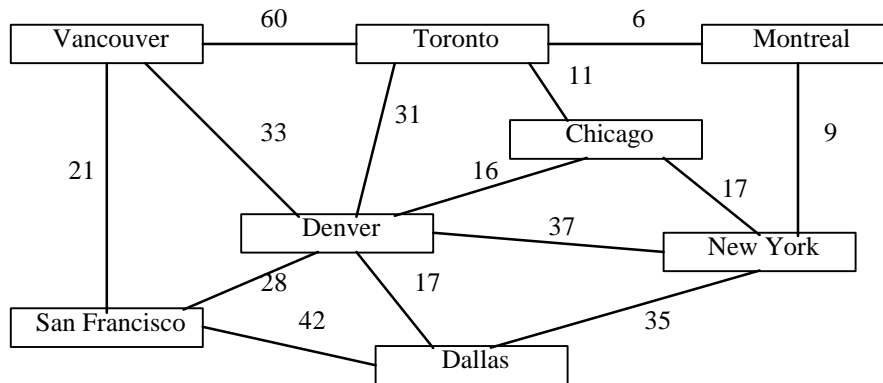 60
6
Vancouver
Toronto
Montreal
11
33
31
Chicago
9
21
16
17
Denver
37
New York
28
17
San Francisco
42
35
Dallas